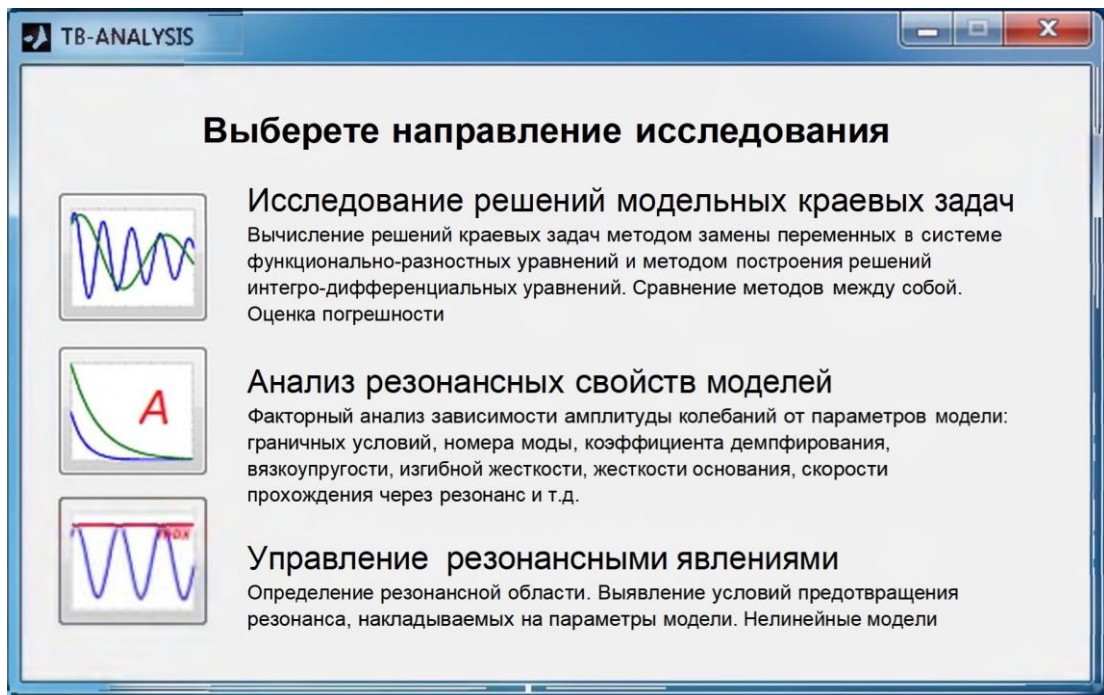 TB-ANALYSIS
Выберете направление исследования
Исследование решений модельных краевых задач
Вычисление решений краевых задач методом замены переменных в системе
функционально-разностных уравнений и методом построения решений
интегро-дифференциальных уравнений. Сравнение методов между собой.
Оценка погрешности
A
Анализ резонансных свойств моделей
Факторный анализ зависимости амплитуды колебаний от параметров модели:
граничных условий, номера моды, коэффициента демпфирования,
вязкоупругости, изгибной жесткости, жесткости основания, скорости
прохождения через резонанс и т.д.
Управление резонансными явлениями
Определение резонансной области. Выявление условий предотвращения
резонанса, накладываемых на параметры модели. Нелинейные модели